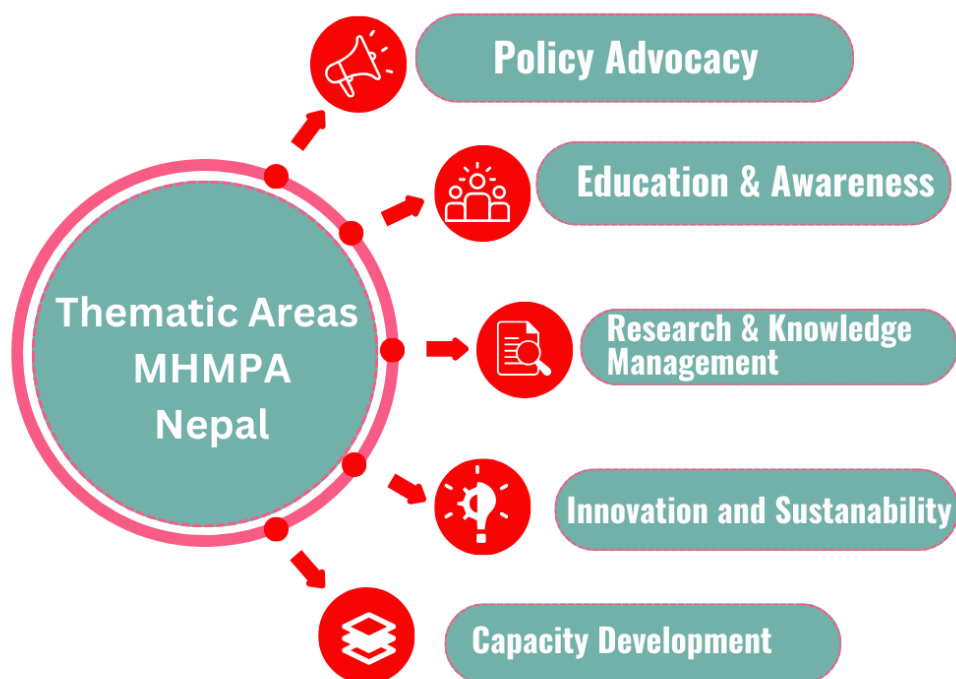 Policy Advocacy
Education & Awareness
Thematic Areas
MHMPA
Nepal
Research & Knowledge
Management
Innovation and Sustanability
Capacity Development